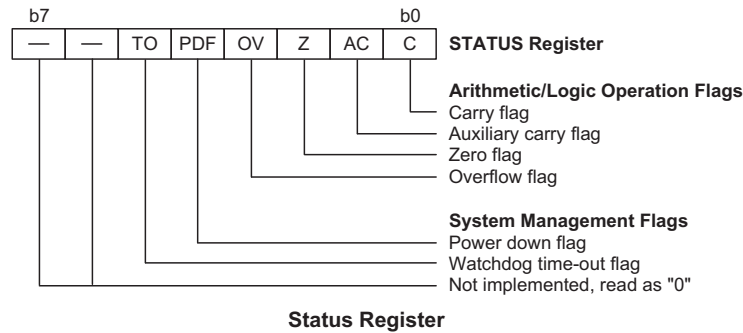 b7 b0
— — TO PDF OV Z AC C STATUS Register
Arithmetic/Logic Operation Flags
Carry flag
Auxiliary carry flag
Zero flag
Overflow flag
System Management Flags
Power down flag
Watchdog time-out flag
Not implemented, read as "0"
Status Register